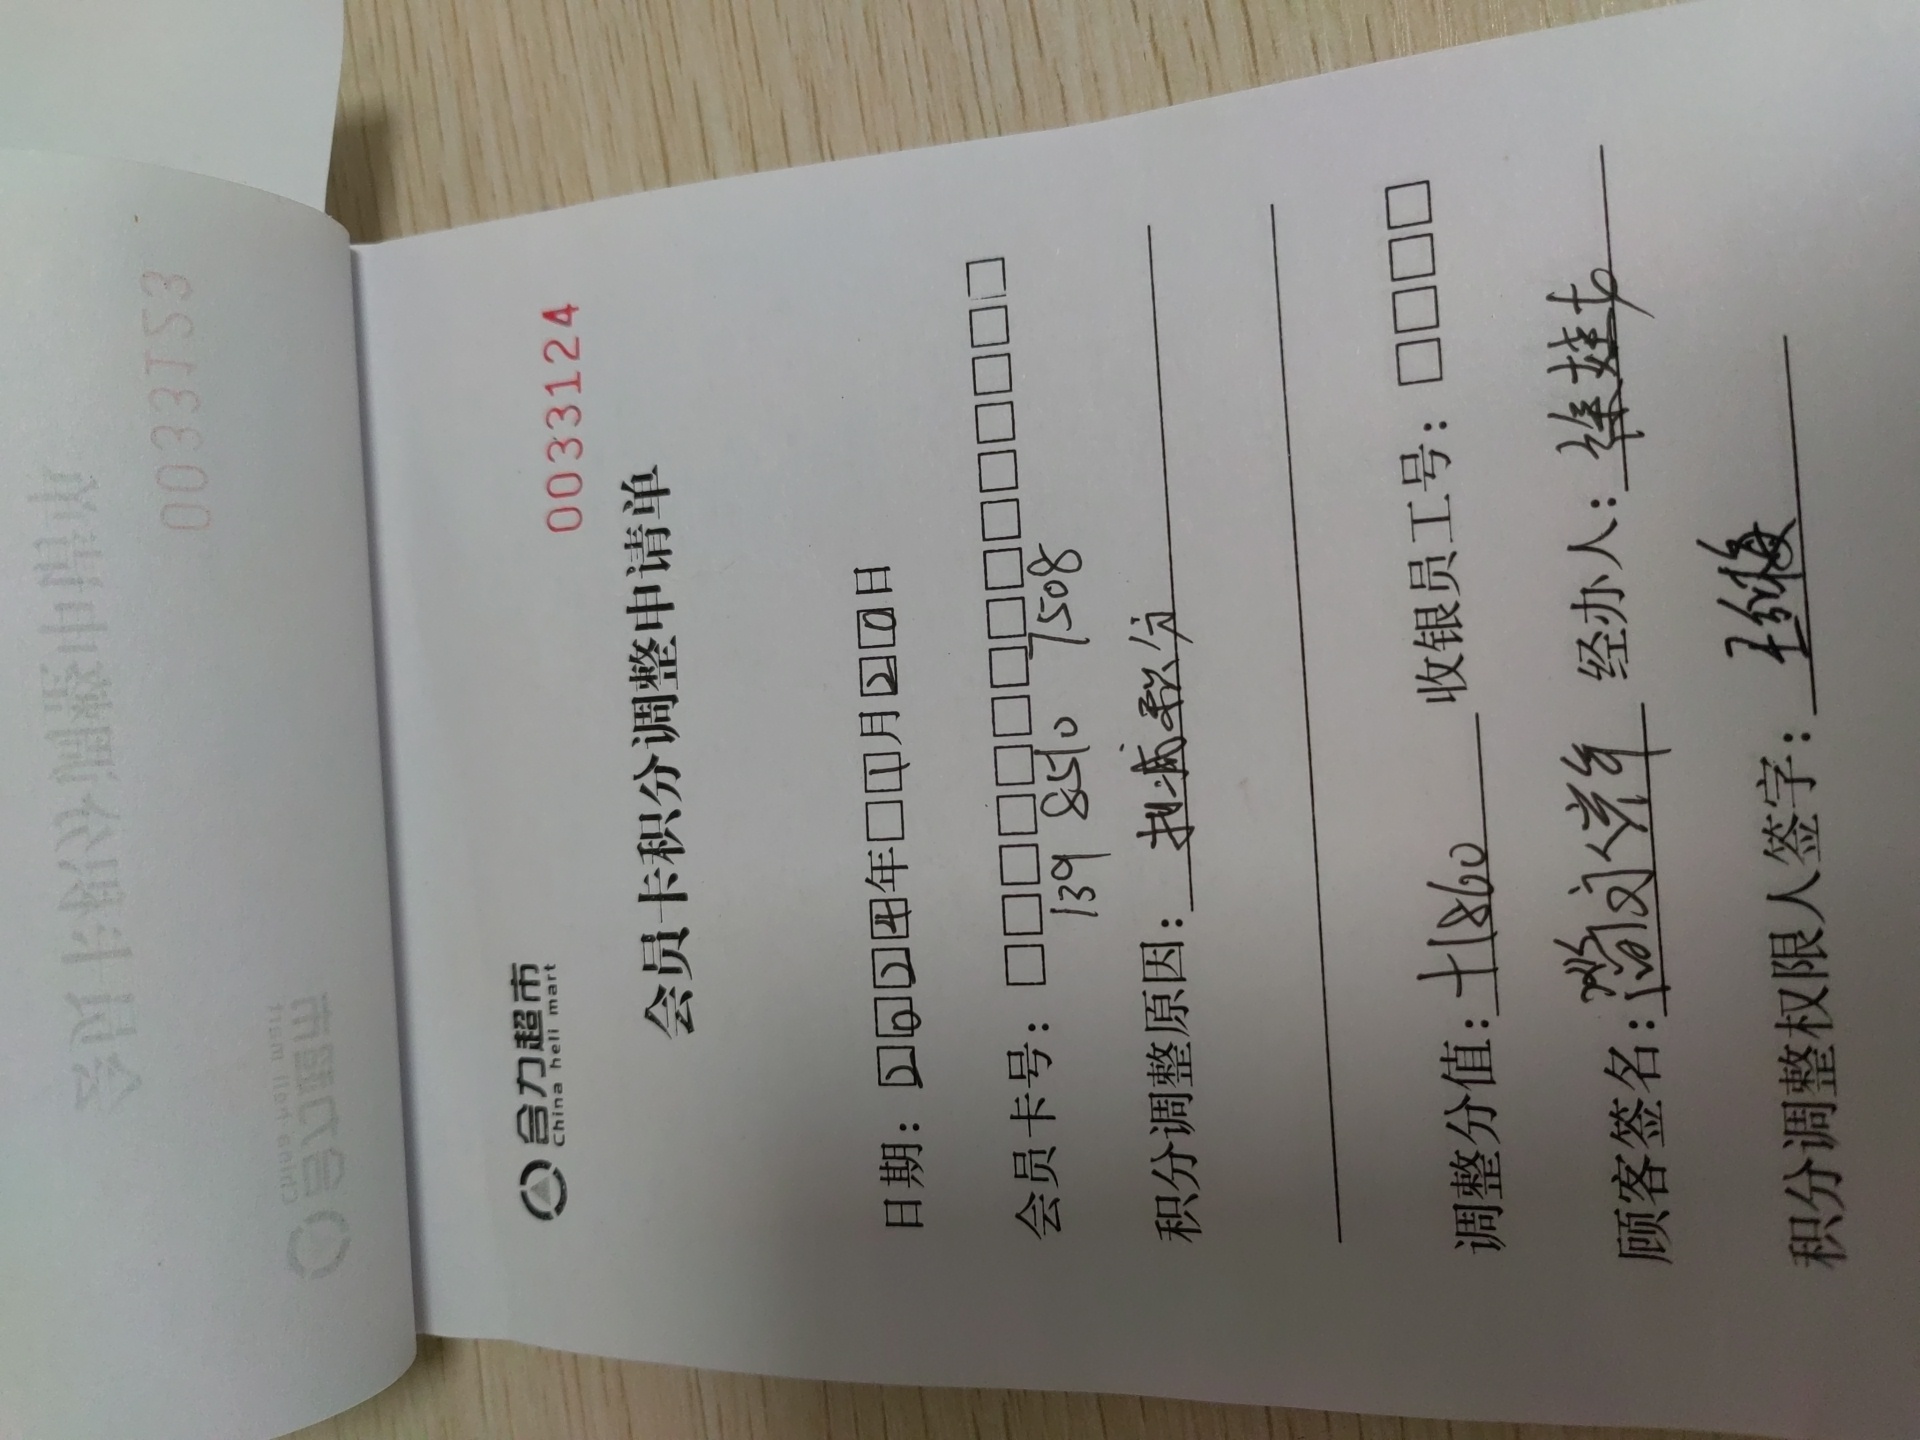 合力超市
China heli mart
0033124
会员卡积分调整申请单
日期：2024年□1月20日
会员卡号：□□□□□□□□□□□□□□□
139 8510 7508
积分调整原因：扣减积分
调整分值：+1860 收银员工号：□□□□
顾客签名： 经办人：
积分调整权限人签字：